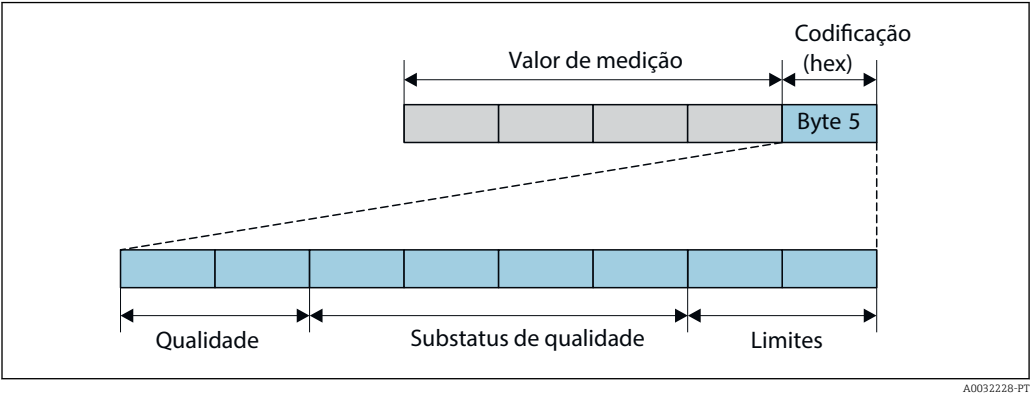 Codificação
Valor de medição
(hex)
Byte 5
Qualidade
Substatus de qualidade
Limites
A0032228-PT